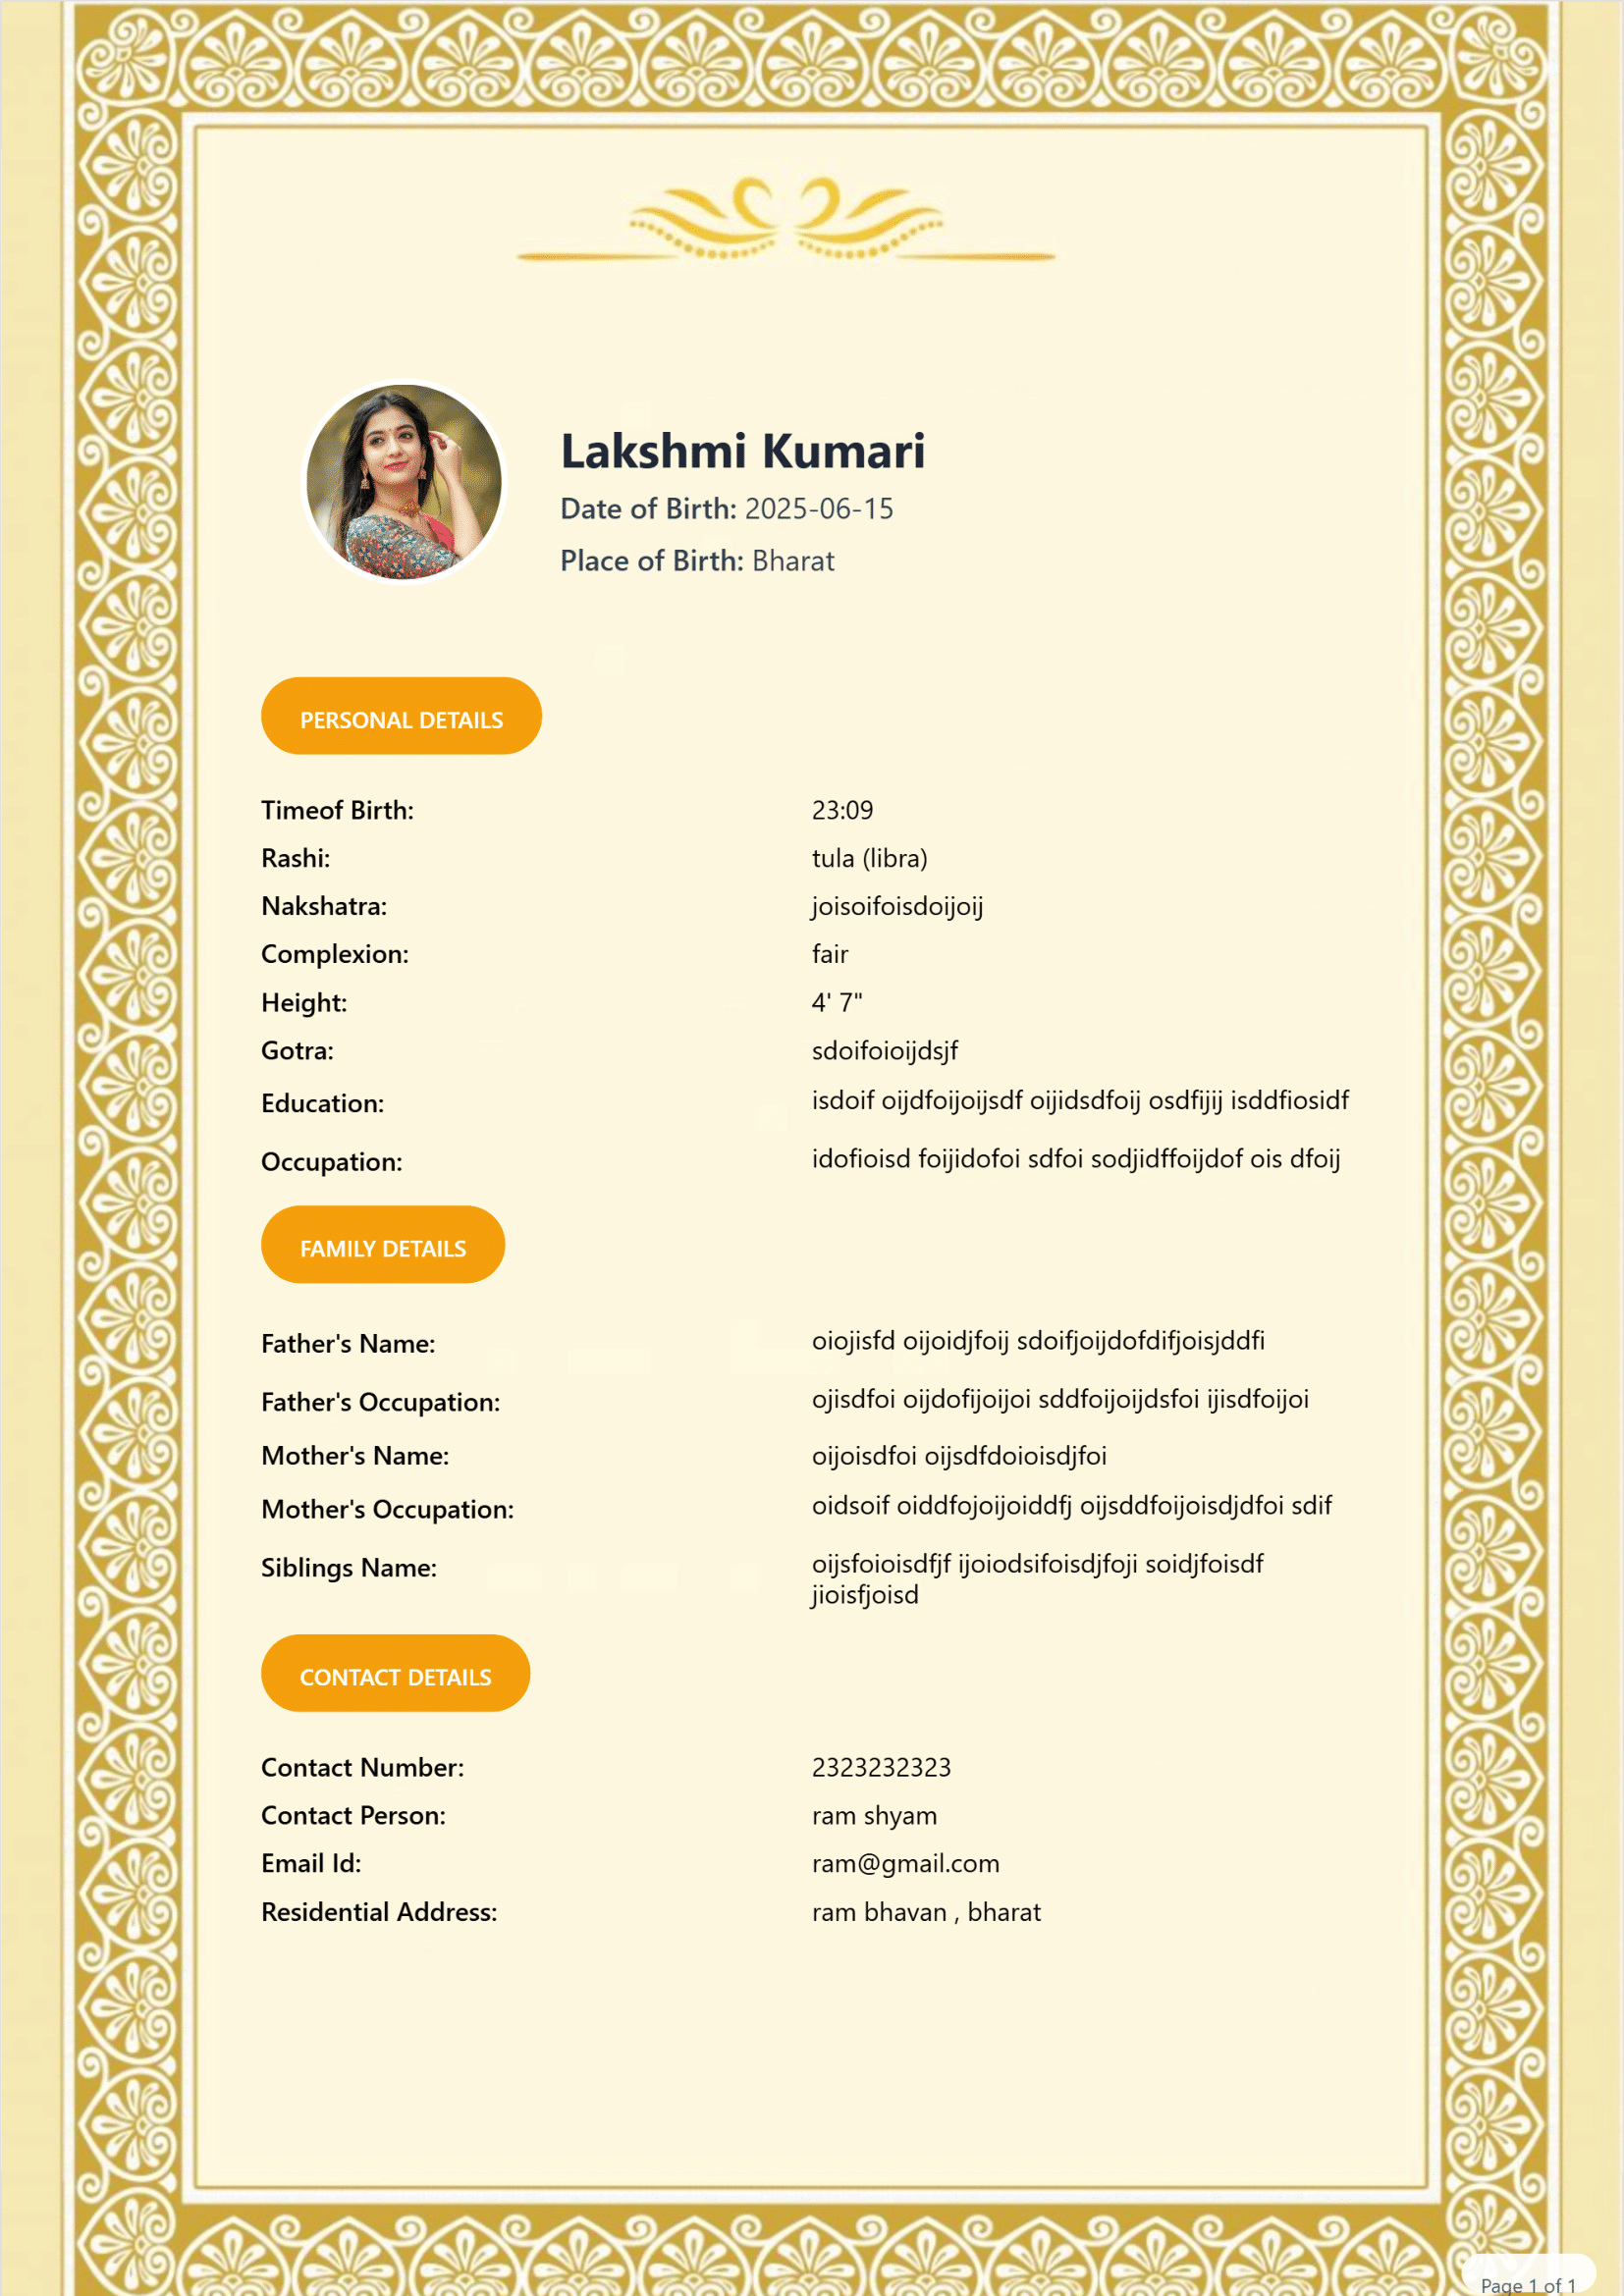 Lakshmi Kumari
Date of Birth: 2025-06-15
Place of Birth: Bharat
PERSONAL DETAILS
Timeof Birth: 23:09
Rashi: tula (libra)
Nakshatra: joisoifoisdoijoij
Complexion: fair
Height: 4' 7"
Gotra: sdoifoioijdsjf
Education: isdoif oijdfoijoijsdf oijidsdfoij osdfijij isddfiosidf
Occupation: idofioisd foijidofoi sdfoi sodjidffoijdof ois dfoij
FAMILY DETAILS
Father's Name: oiojisfd oijoidjfoij sdoifjoijdofdifjoisjddfi
Father's Occupation: ojisdfoi oijdofijoijoi sddfoijoijdsfoi ijisdfoijoi
Mother's Name: oijoisdfoi oijsdfdoioisdjfoi
Mother's Occupation: oidsoif oiddfojoijoiddfj oijsddfoijoisdjdfoi sdif
Siblings Name: oijsfoioisdfjf ijoiodsifoisdjfoji soidjfoisdf
jioisfjoisd
CONTACT DETAILS
Contact Number: 2323232323
Contact Person: ram shyam
Email Id: ram@gmail.com
Residential Address: ram bhavan , bharat
Page 1 of 1